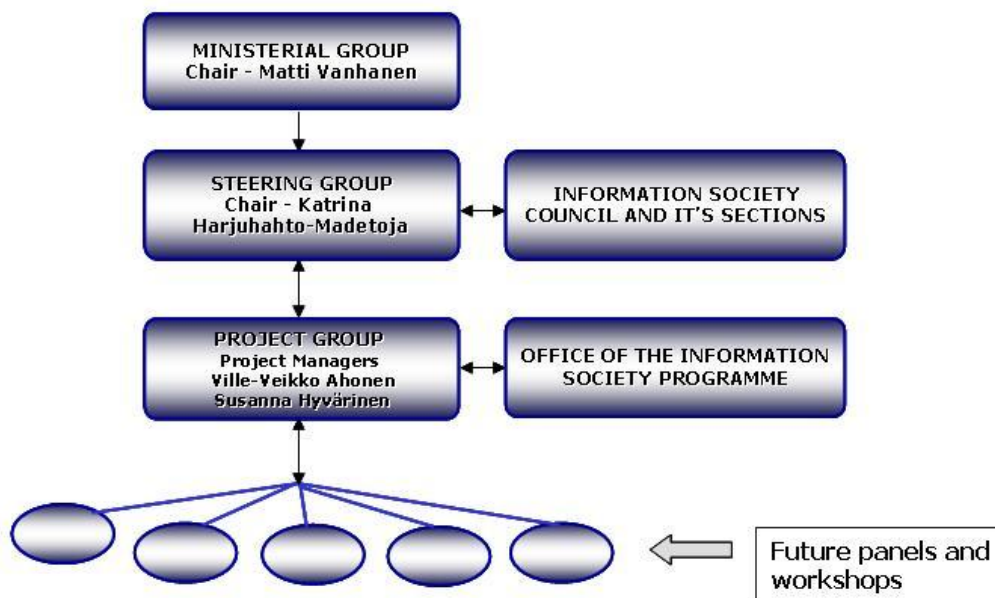 MINISTERIAL GROUP
Chair - Matti Vanhanen
STEERING GROUP
Chair - Katrina
Harjuhahto-Madetoja
INFORMATION SOCIETY
COUNCIL AND IT'S SECTIONS
PROJECT GROUP
Project Managers
Ville-Veikko Ahonen
Susanna Hyvärinen
OFFICE OF THE INFORMATION
SOCIETY PROGRAMME
Future panels and
workshops